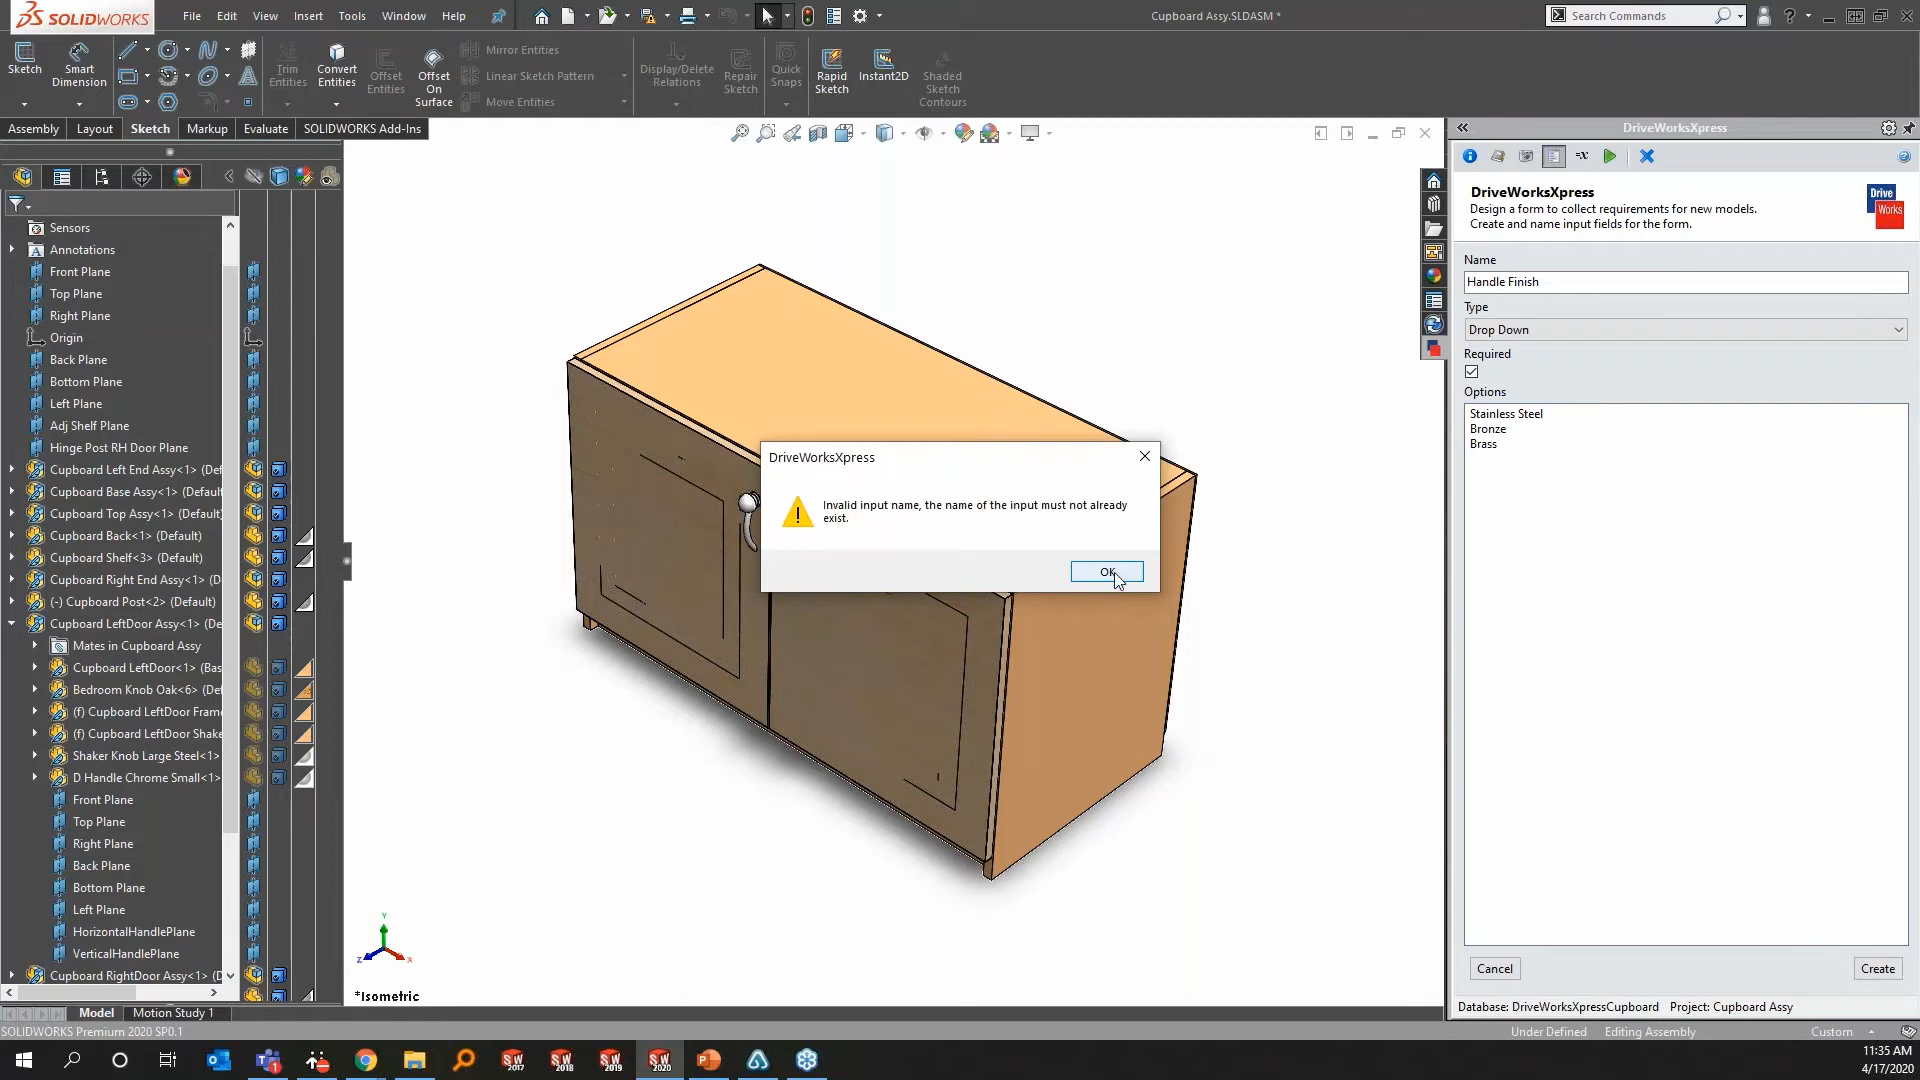 SOLIDWORKS
File Edit View Insert Tools Window Help
Cupboard Assy.SLDASM *
Search Commands
Sketch
Smart Dimension
Trim Entities
Convert Entities
Offset Entities
Offset On Surface
Mirror Entities
Linear Sketch Pattern
Move Entities
Display/Delete Relations
Repair Sketch
Quick Snaps
Rapid Sketch
Instant2D
Shaded Sketch Contours
Assembly Layout Sketch Markup Evaluate SOLIDWORKS Add-Ins
Sensors
Annotations
Front Plane
Top Plane
Right Plane
Origin
Back Plane
Bottom Plane
Left Plane
Adj Shelf Plane
Hinge Post RH Door Plane
Cupboard Left End Assy<1> (Def
Cupboard Base Assy<1> (Default
Cupboard Top Assy<1> (Default)
Cupboard Back<1> (Default)
Cupboard Shelf<3> (Default)
Cupboard Right End Assy<1> (D
(-) Cupboard Post<2> (Default)
Cupboard LeftDoor Assy<1> (De
Mates in Cupboard Assy
Cupboard LeftDoor<1> (Bas
Bedroom Knob Oak<6> (Def
(f) Cupboard LeftDoor Frame
(f) Cupboard LeftDoor Shake
Shaker Knob Large Steel<1>
D Handle Chrome Small<1>
Front Plane
Top Plane
Right Plane
Back Plane
Bottom Plane
Left Plane
HorizontalHandlePlane
VerticalHandlePlane
Cupboard RightDoor Assy<1> (D
DriveWorksXpress
Invalid input name, the name of the input must not already
exist.
OK
Y
Z
X
*Isometric
DriveWorksXpress
DriveWorksXpress
Design a form to collect requirements for new models.
Create and name input fields for the form.
Drive
Works
Name
Handle Finish
Type
Drop Down
Required
Options
Stainless Steel
Bronze
Brass
Cancel
Create
Database: DriveWorksXpressCupboard Project: Cupboard Assy
Model Motion Study 1
SOLIDWORKS Premium 2020 SP0.1
Under Defined Editing Assembly Custom
SW 2017
SW 2018
SW 2019
SW 2020
11:35 AM
4/17/2020